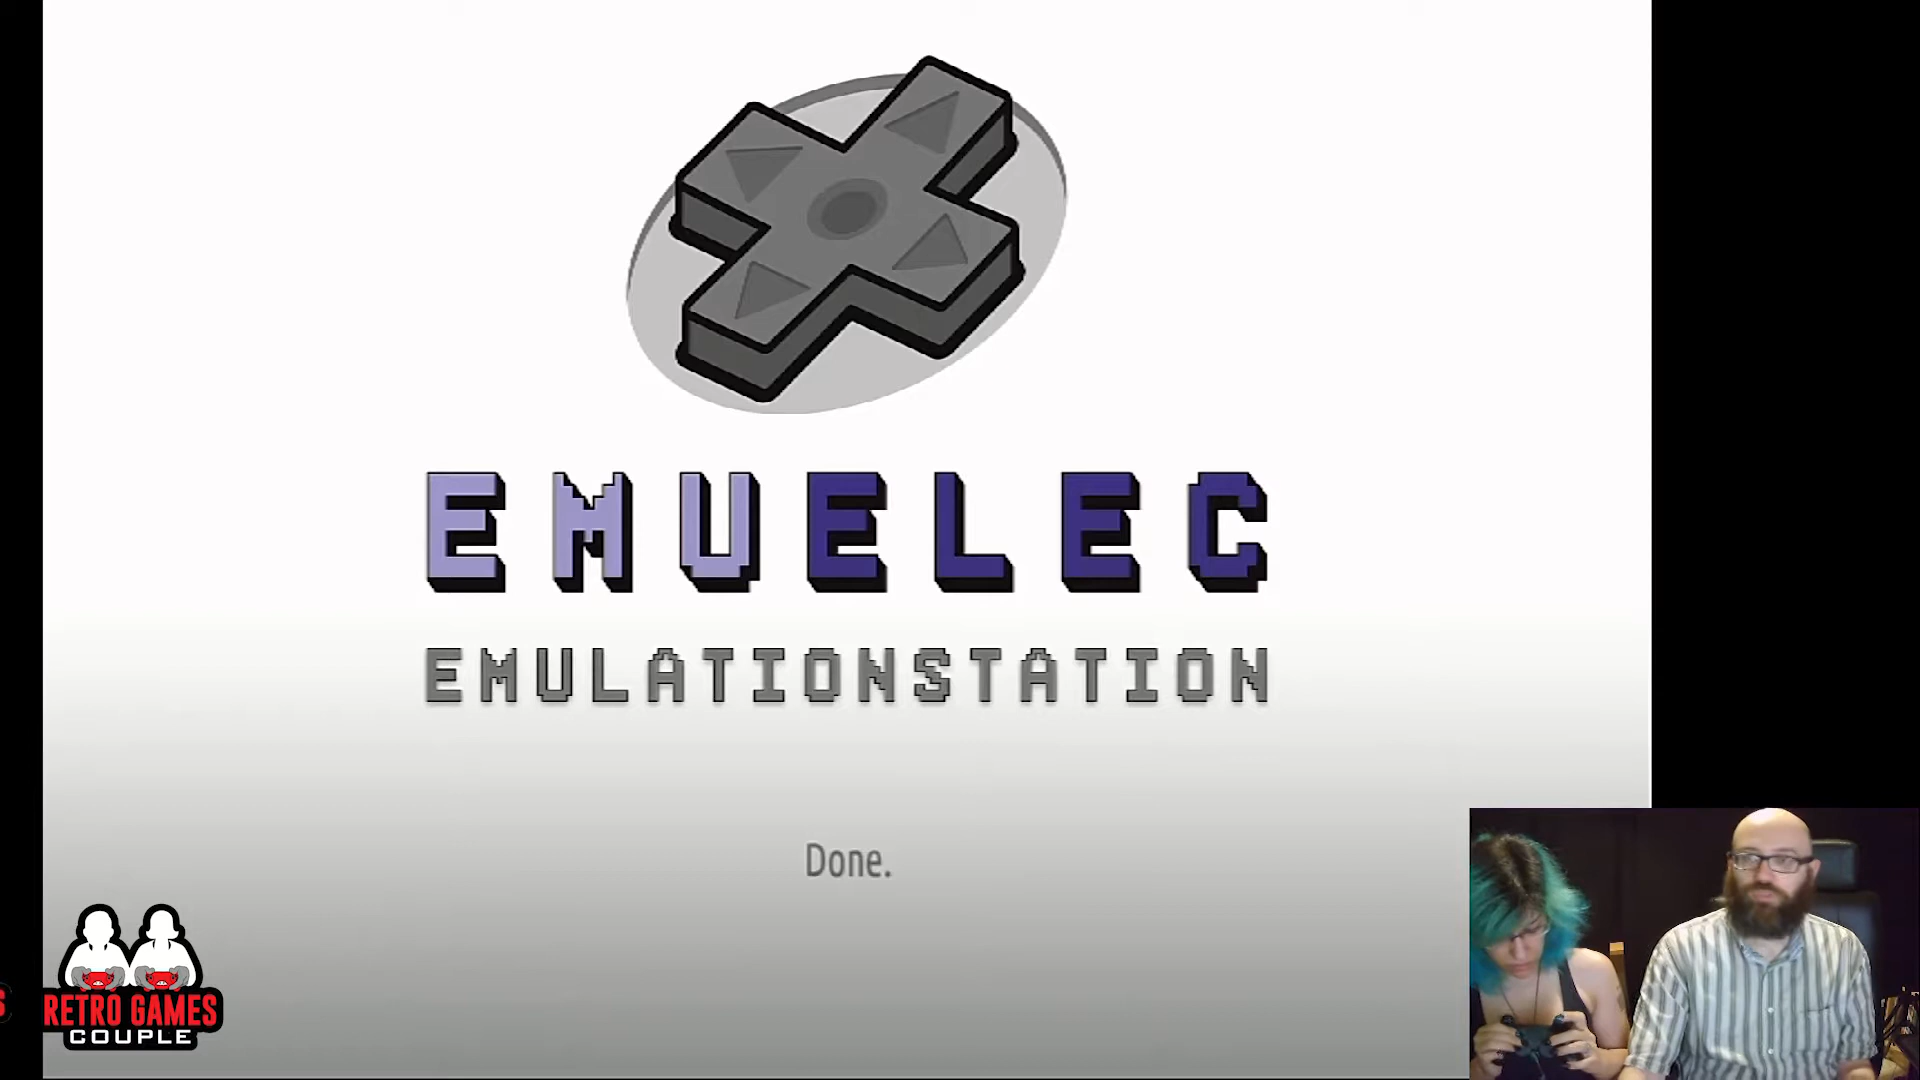 EMUELEC
EMULATIONSTATION
Done.
RETRO GAMES
COUPLE